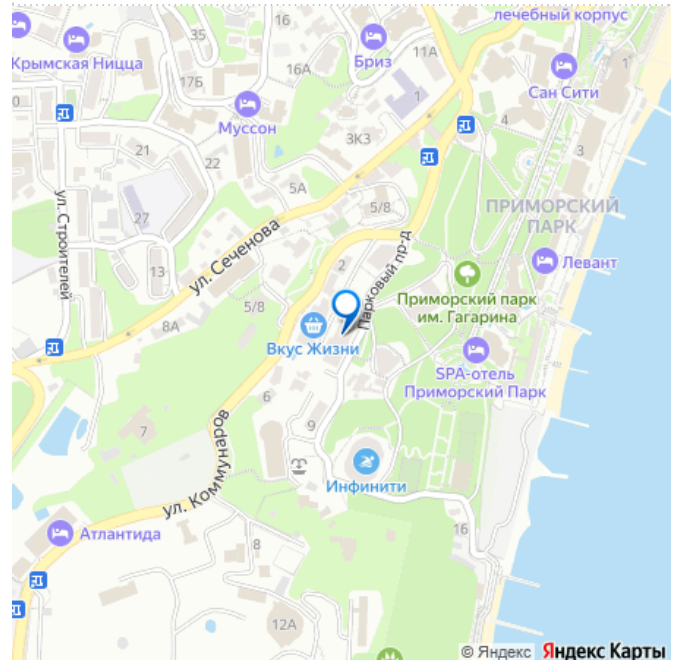 лечебный корпус
35
16
11А
1
Крымская Ницца
Бриз
17Б
16А
Сан Сити
0
1
4
Муссон
3К3
21
22
3
5А
ул. Строителей
27
5/8
ПРИМОРСКИЙ
ПАРК
ул. Сеченова
13
2
Парковый пр-д
Левант
Приморский парк
им. Гагарина
5/8
8А
Вкус Жизни
SPA-отель
Приморский Парк
6
7
9
ул. Коммунаров
Инфинити
16
Атлантида
8
12А
© Яндекс Яндекс Карты